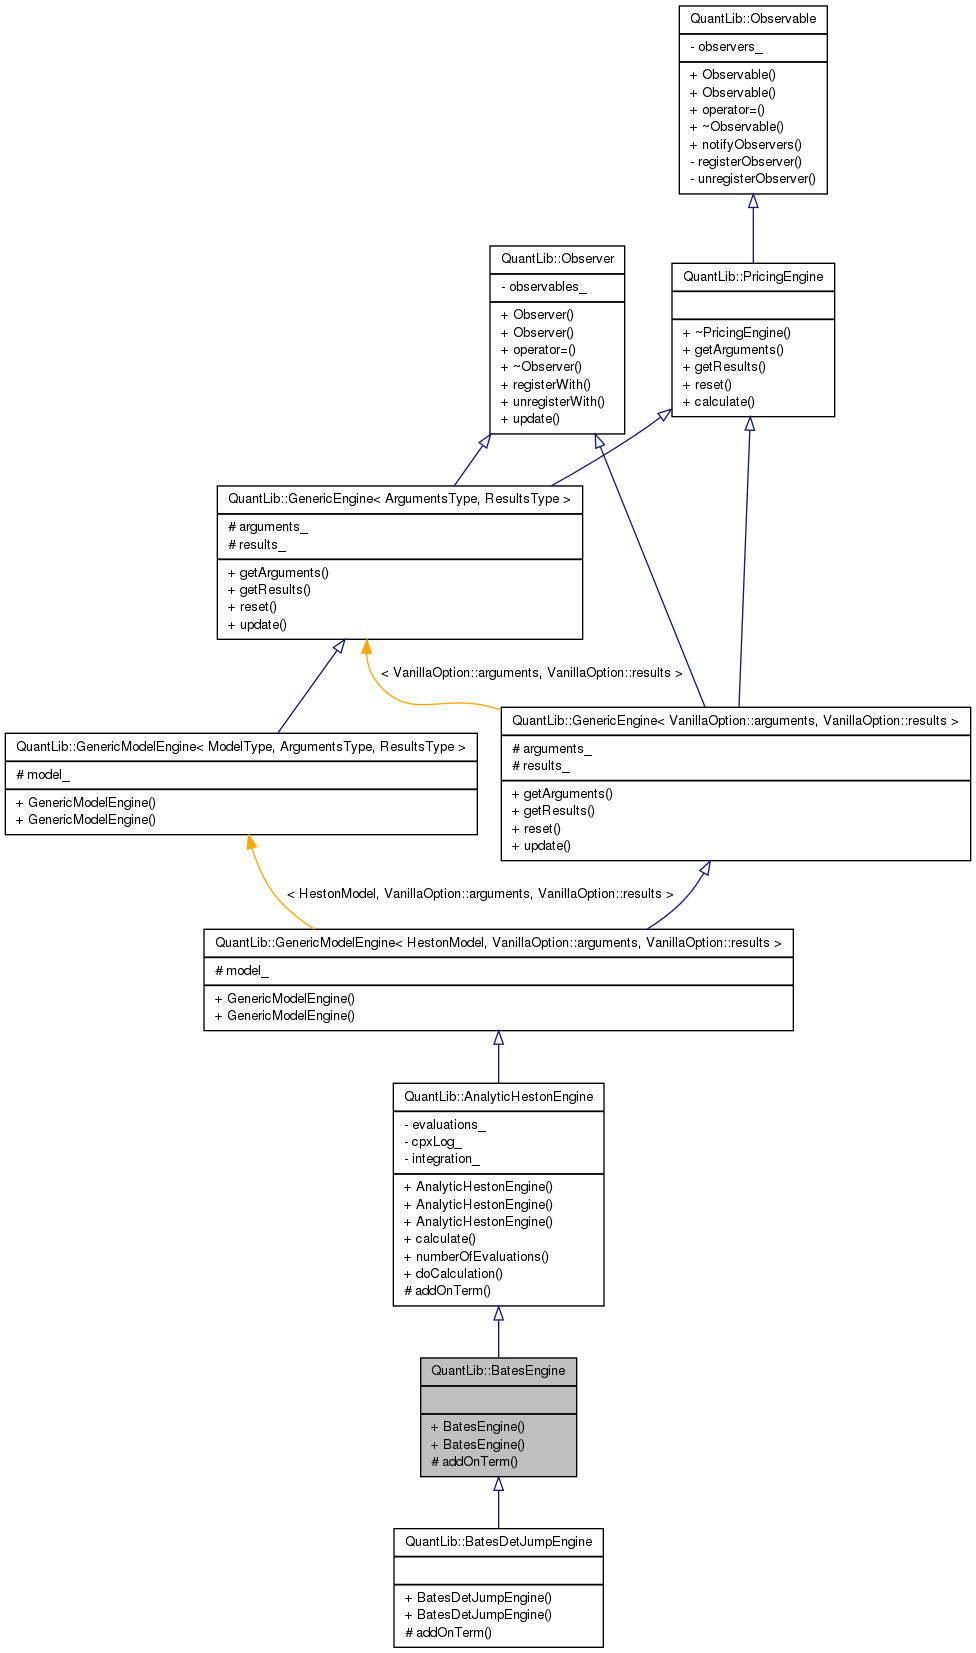 QuantLib::Observable
- observers_
+ Observable()
+ Observable()
+ operator=()
+ ~Observable()
+ notifyObservers()
- registerObserver()
- unregisterObserver()
QuantLib::Observer
- observables_
+ Observer()
+ Observer()
+ operator=()
+ ~Observer()
+ registerWith()
+ unregisterWith()
+ update()
QuantLib::PricingEngine
+ ~PricingEngine()
+ getArguments()
+ getResults()
+ reset()
+ calculate()
QuantLib::GenericEngine< ArgumentsType, ResultsType >
# arguments_
# results_
+ getArguments()
+ getResults()
+ reset()
+ update()
< VanillaOption::arguments, VanillaOption::results >
QuantLib::GenericEngine< VanillaOption::arguments, VanillaOption::results >
# arguments_
# results_
+ getArguments()
+ getResults()
+ reset()
+ update()
QuantLib::GenericModelEngine< ModelType, ArgumentsType, ResultsType >
# model_
+ GenericModelEngine()
+ GenericModelEngine()
< HestonModel, VanillaOption::arguments, VanillaOption::results >
QuantLib::GenericModelEngine< HestonModel, VanillaOption::arguments, VanillaOption::results >
# model_
+ GenericModelEngine()
+ GenericModelEngine()
QuantLib::AnalyticHestonEngine
- evaluations_
- cpxLog_
- integration_
+ AnalyticHestonEngine()
+ AnalyticHestonEngine()
+ AnalyticHestonEngine()
+ calculate()
+ numberOfEvaluations()
+ doCalculation()
# addOnTerm()
QuantLib::BatesEngine
+ BatesEngine()
+ BatesEngine()
# addOnTerm()
QuantLib::BatesDetJumpEngine
+ BatesDetJumpEngine()
+ BatesDetJumpEngine()
# addOnTerm()